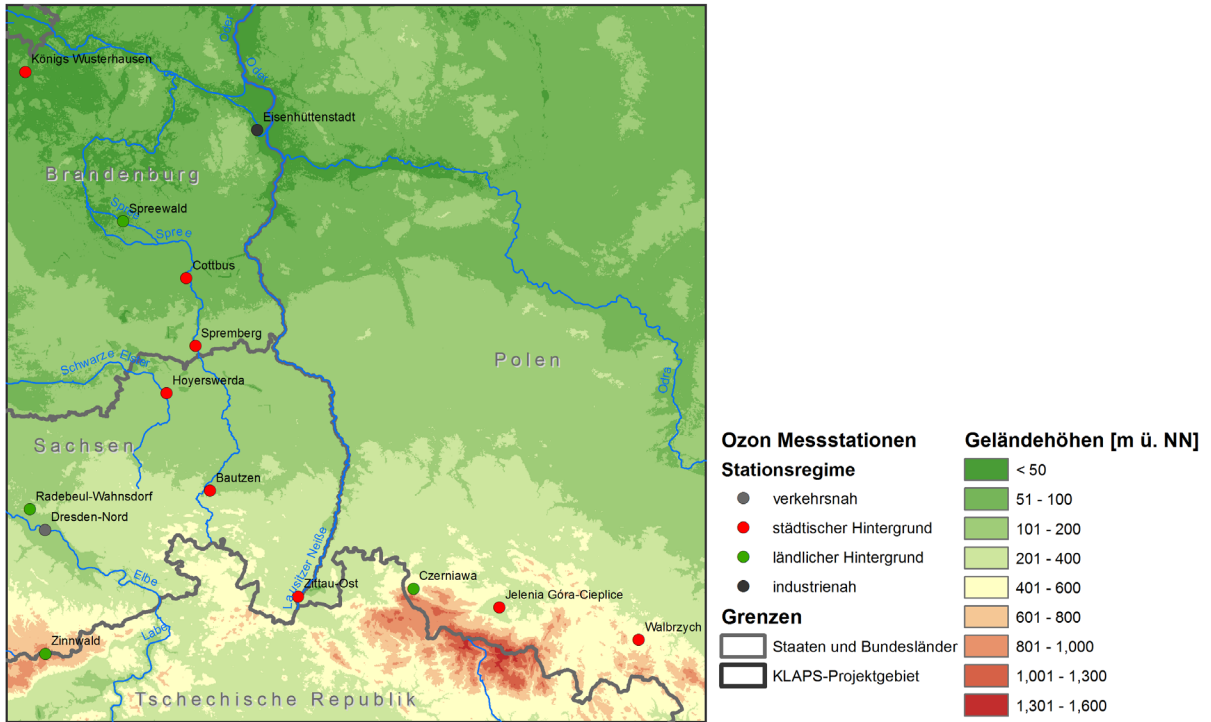 Oder
Königs Wusterhausen
Oder
Eisenhüttenstadt
Brandenburg
Spree
Spreewald
Spree
Cottbus
Spremberg
Polen
Schwarze Elster
Hoyerswerda
Odra
Sachsen
Bautzen
Radebeul-Wahnsdorf
Dresden-Nord
Elbe
Lausitzer Neiße
Zittau-Ost
Czerniawa
Jelenia Góra-Cieplice
Labe
Zinnwald
Walbrzych
Tschechische Republik
Ozon Messstationen
Stationsregime
verkehrsnah
städtischer Hintergrund
ländlicher Hintergrund
industrienah
Grenzen
Staaten und Bundesländer
KLAPS-Projektgebiet
Geländehöhen [m ü. NN]
< 50
51 - 100
101 - 200
201 - 400
401 - 600
601 - 800
801 - 1,000
1,001 - 1,300
1,301 - 1,600